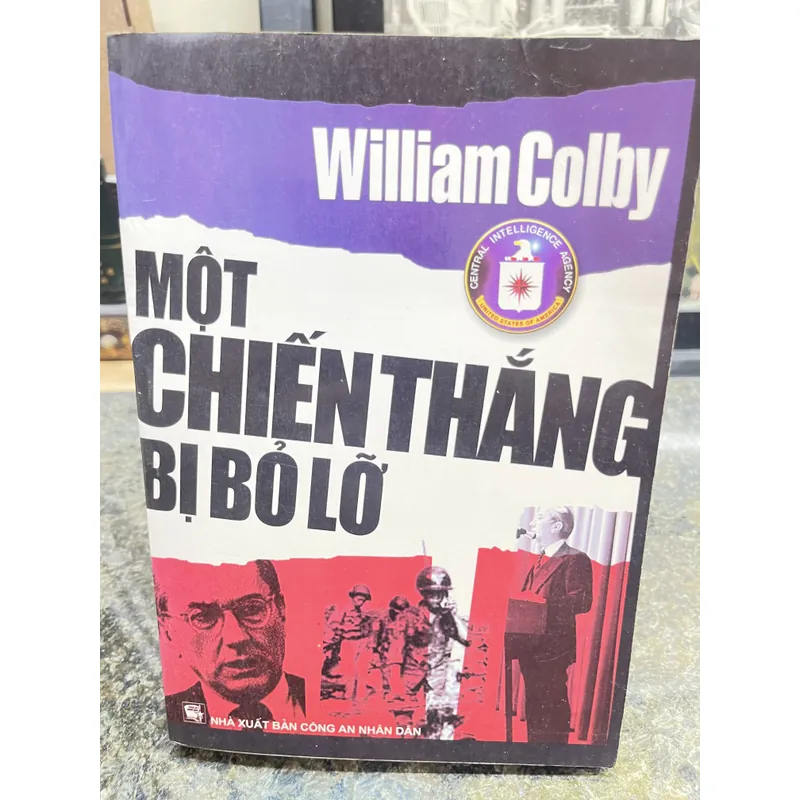 William Colby
CENTRAL INTELLIGENCE AGENCY
UNITED STATES OF AMERICA
MỘT
CHIẾN THẮNG
BỊ BỎ LỠ
NHÀ XUẤT BẢN CÔNG AN NHÂN DÂN